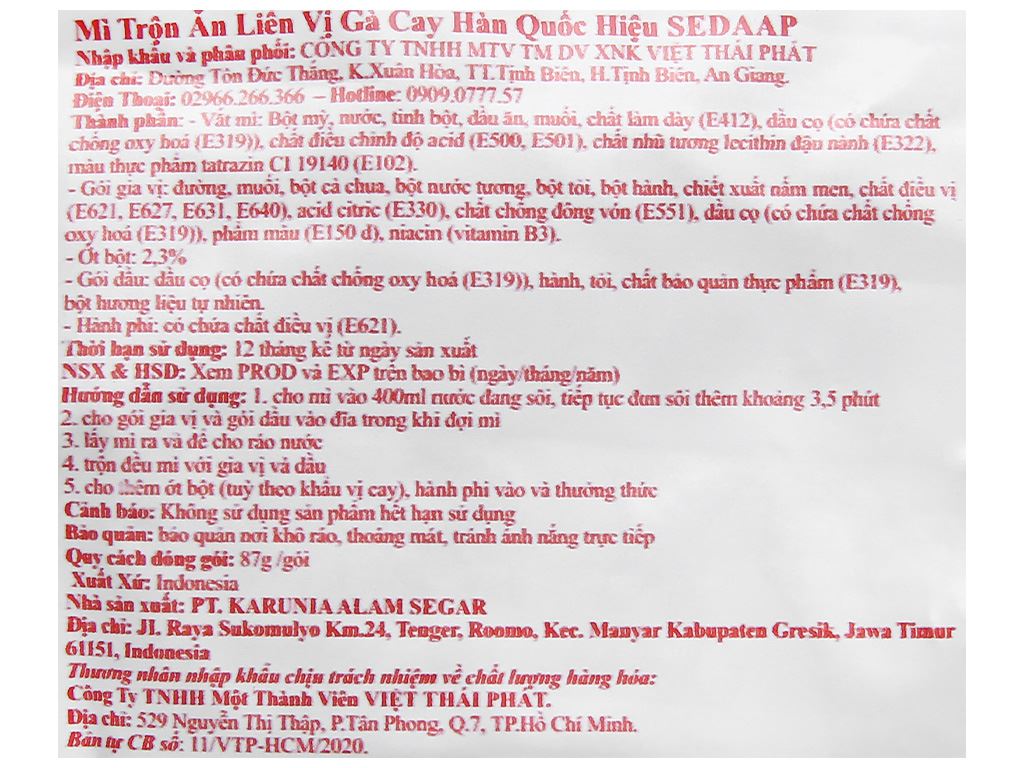 Mì Trộn Ăn Liền Vị Gà Cay Hàn Quốc Hiệu SEDAAP
Nhập khẩu và phân phối: CÔNG TY TNHH MTV TM DV XNK VIỆT THÁI PHÁT
Địa chỉ: Đường Tôn Đức Thắng, K.Xuân Hòa, TT.Tịnh Biên, H.Tịnh Biên, An Giang.
Điện Thoại: 02966.266.366 – Hotline: 0909.0777.57
Thành phần: - Vắt mì: Bột mỳ, nước, tinh bột, dầu ăn, muối, chất làm dày (E412), dầu cọ (có chứa chất
chống oxy hoá (E319)), chất điều chỉnh độ acid (E500, E501), chất nhũ tương lecithin đậu nành (E322),
màu thực phẩm tatrazin CI 19140 (E102).
- Gói gia vị: đường, muối, bột cà chua, bột nước tương, bột tỏi, bột hành, chiết xuất nấm men, chất điều vị
(E621, E627, E631, E640), acid citric (E330), chất chống đông vón (E551), dầu cọ (có chứa chất chống
oxy hoá (E319)), phẩm màu (E150 d), niacin (vitamin B3).
- Ớt bột: 2,3%
- Gói dầu: dầu cọ (có chứa chất chống oxy hoá (E319)), hành, tỏi, chất bảo quản thực phẩm (E319),
bột hương liệu tự nhiên.
- Hành phi: có chứa chất điều vị (E621).
Thời hạn sử dụng: 12 tháng kể từ ngày sản xuất
NSX & HSD: Xem PROD và EXP trên bao bì (ngày/tháng/năm)
Hướng dẫn sử dụng: 1. cho mì vào 400ml nước đang sôi, tiếp tục đun sôi thêm khoảng 3,5 phút
2. cho gói gia vị và gói dầu vào đĩa trong khi đợi mì
3. lấy mì ra và để cho ráo nước
4. trộn đều mì với gia vị và dầu
5. cho thêm ớt bột (tuỳ theo khẩu vị cay), hành phi vào và thưởng thức
Cảnh báo: Không sử dụng sản phẩm hết hạn sử dụng
Bảo quản: bảo quản nơi khô ráo, thoáng mát, tránh ánh nắng trực tiếp
Quy cách đóng gói: 87g /gói
Xuất Xứ: Indonesia
Nhà sản xuất: PT. KARUNIA ALAM SEGAR
Địa chỉ: JI. Raya Sukomulyo Km.24, Tenger, Roomo, Kec. Manyar Kabupaten Gresik, Jawa Timur
61151, Indonesia
Thương nhân nhập khẩu chịu trách nhiệm về chất lượng hàng hóa:
Công Ty TNHH Một Thành Viên VIỆT THÁI PHÁT.
Địa chỉ: 529 Nguyễn Thị Thập, P.Tân Phong, Q.7, TP.Hồ Chí Minh.
Bản tự CB số: 11/VTP-HCM/2020.